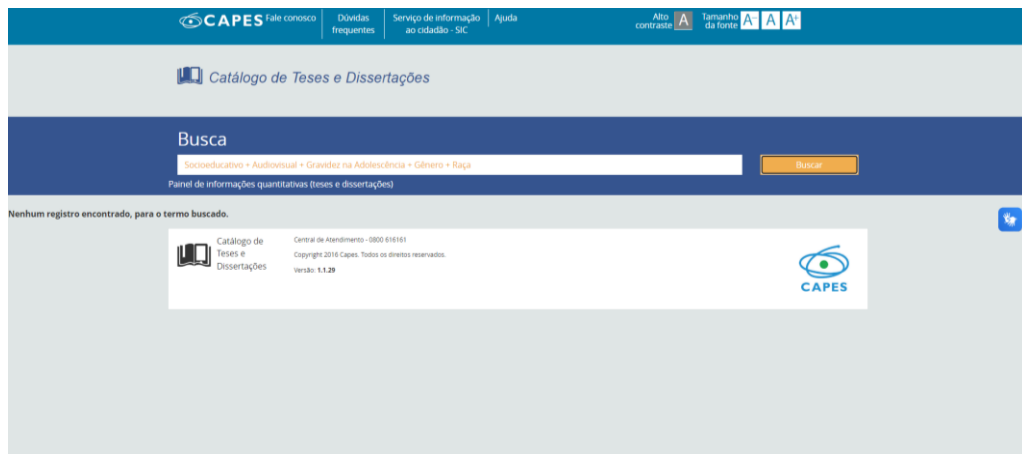 CAPES Fale conosco Dúvidas frequentes Serviço de informação ao cidadão - SIC Ajuda Alto contraste A Tamanho da fonte A- A A+
Catálogo de Teses e Dissertações
Busca
Socioeducativo + Audiovisual + Gravidez na Adolescência + Gênero + Raça Buscar
Painel de informações quantitativas (teses e dissertações)
Nenhum registro encontrado, para o termo buscado.
Catálogo de
Teses e
Dissertações
Central de Atendimento - 0800 616161
Copyright 2016 Capes. Todos os direitos reservados.
Versão: 1.1.29
CAPES